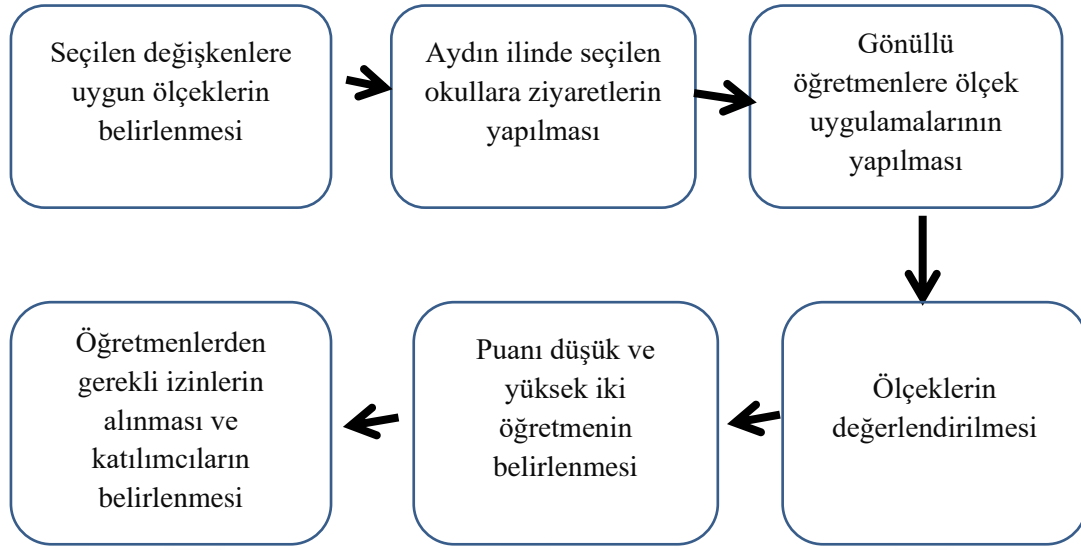 Seçilen değişkenlere
uygun ölçeklerin
belirlenmesi
Aydın ilinde seçilen
okullara ziyaretlerin
yapılması
Gönüllü
öğretmenlere ölçek
uygulamalarının
yapılması
Ölçeklerin
değerlendirilmesi
Puanı düşük ve
yüksek iki
öğretmenin
belirlenmesi
Öğretmenlerden
gerekli izinlerin
alınması ve
katılımcıların
belirlenmesi